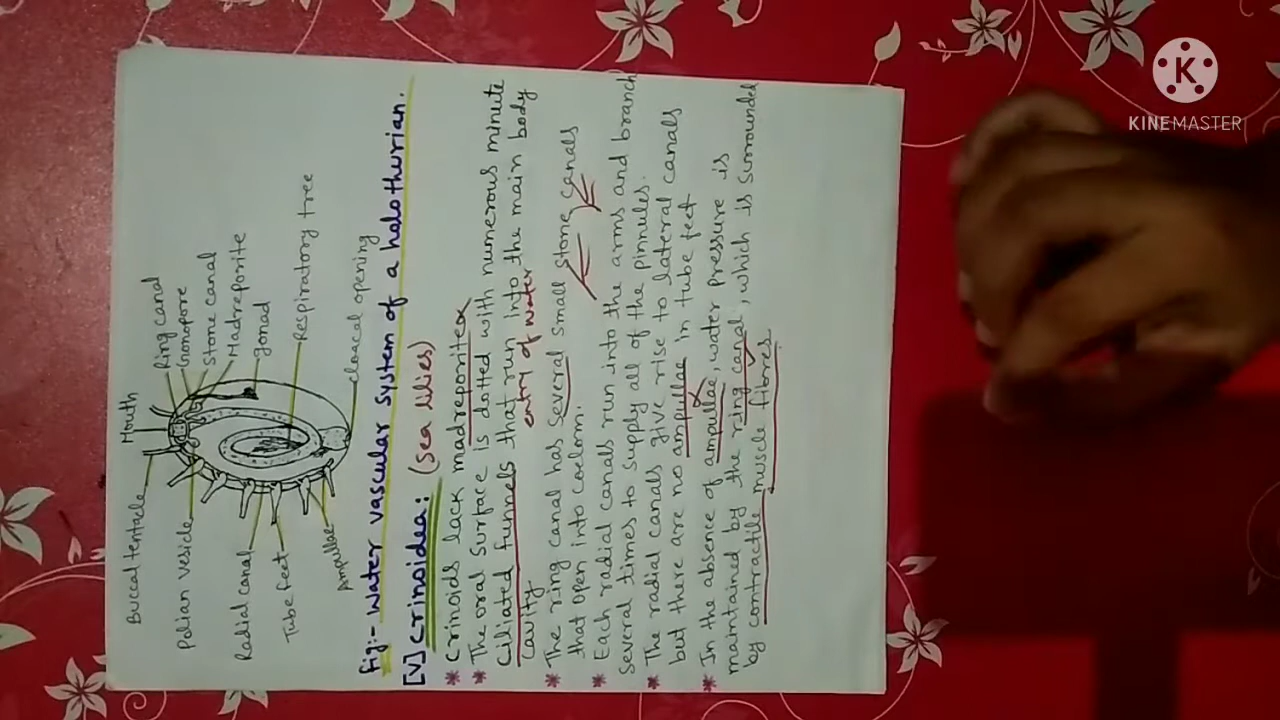 Mouth
Buccal tentacle
Ring canal
Gonopore
Stone canal
Madreporite
gonad
Respiratory tree
cloacal opening
Polian vesicle
Radial canal
Tube feet
Ampullae
Fig:- Water vascular system of a holothurian.
[V] Crinoidea: (Sea lilies)
* Crinoids lack madreporite x
* The oral surface is dotted with numerous minute
Ciliated funnels that run into the main body
Cavity entry of water
* The ring canal has several small stone canals
that open into coelom.
* Each radial canals run into the arms and branch
several times to supply all of the pinnules.
* The radial canals give rise to lateral canals
but there are no ampullae in tube feet
* In the absence of ampullae, water pressure is
maintained by the ring canal, which is surrounded
by contractile muscle fibres.
K
KINEMASTER